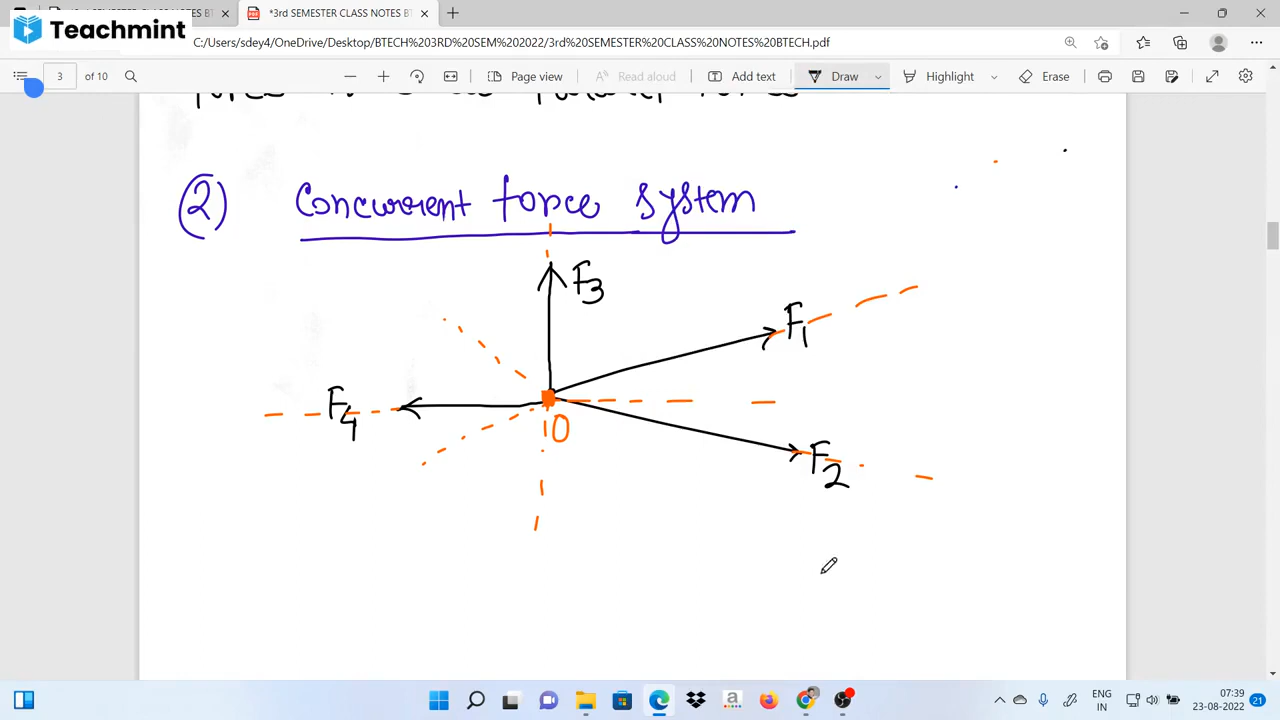 *3rd SEMESTER CLASS NOTES BT
Teachmint
C:/Users/sdey4/OneDrive/Desktop/BTECH%203RD%20SEM%202022/3rd%20SEMESTER%20CLASS%20NOTES%20BTECH.pdf
3 of 10 Page view Read aloud Add text Draw Highlight Erase
(2) Concurrent force system
F3
F1
F4
O
F2
ENG
IN
07:39
23-08-2022
21